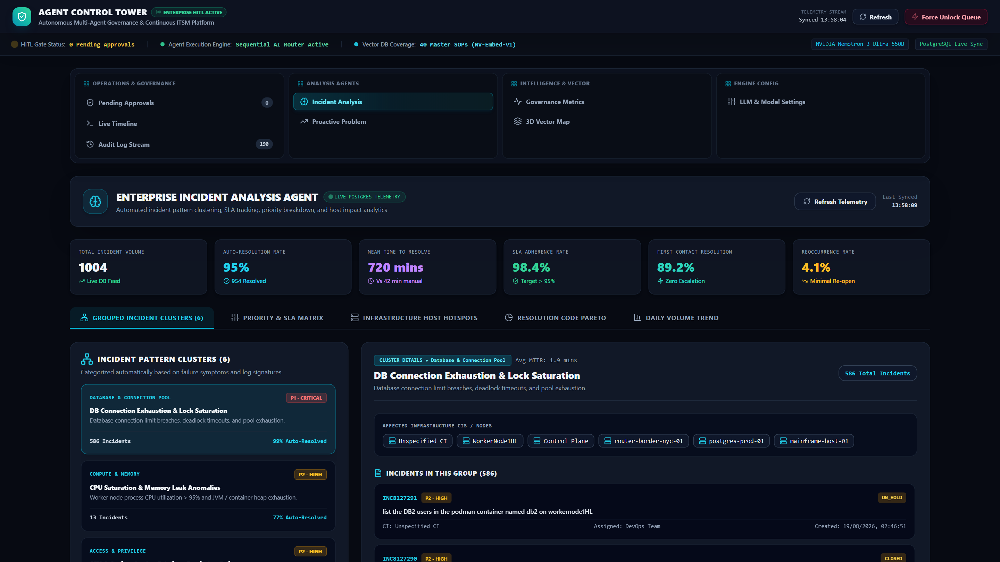 AGENT CONTROL TOWER
ENTERPRISE HITL ACTIVE
Autonomous Multi-Agent Governance & Continuous ITSM Platform
TELEMETRY STREAM
Synced 13:58:04
Refresh
Force Unlock Queue
HITL Gate Status: 0 Pending Approvals
Agent Execution Engine: Sequential AI Router Active
Vector DB Coverage: 40 Master SOPs (NV-Embed-v1)
NVIDIA Nemotron 3 Ultra 550B
PostgreSQL Live Sync
OPERATIONS & GOVERNANCE
Pending Approvals 0
Live Timeline
Audit Log Stream 190
ANALYSIS AGENTS
Incident Analysis
Proactive Problem
INTELLIGENCE & VECTOR
Governance Metrics
3D Vector Map
ENGINE CONFIG
LLM & Model Settings
ENTERPRISE INCIDENT ANALYSIS AGENT
LIVE POSTGRES TELEMETRY
Automated incident pattern clustering, SLA tracking, priority breakdown, and host impact analytics
Refresh Telemetry
Last Synced
13:58:09
TOTAL INCIDENT VOLUME
1004
Live DB Feed
AUTO-RESOLUTION RATE
95%
954 Resolved
MEAN TIME TO RESOLVE
720 mins
Vs 42 min manual
SLA ADHERENCE RATE
98.4%
Target > 95%
FIRST CONTACT RESOLUTION
89.2%
Zero Escalation
REOCCURRENCE RATE
4.1%
Minimal Re-open
GROUPED INCIDENT CLUSTERS (6)
PRIORITY & SLA MATRIX
INFRASTRUCTURE HOST HOTSPOTS
RESOLUTION CODE PARETO
DAILY VOLUME TREND
INCIDENT PATTERN CLUSTERS (6)
Categorized automatically based on failure symptoms and log signatures
DATABASE & CONNECTION POOL
P1 - CRITICAL
DB Connection Exhaustion & Lock Saturation
Database connection limit breaches, deadlock timeouts, and pool exhaustion.
586 Incidents
99% Auto-Resolved
COMPUTE & MEMORY
P2 - HIGH
CPU Saturation & Memory Leak Anomalies
Worker node process CPU utilization > 95% and JVM / container heap exhaustion.
13 Incidents
77% Auto-Resolved
ACCESS & PRIVILEGE
P2 - HIGH
CLUSTER DETAILS • Database & Connection Pool
Avg MTTR: 1.9 mins
DB Connection Exhaustion & Lock Saturation
Database connection limit breaches, deadlock timeouts, and pool exhaustion.
586 Total Incidents
AFFECTED INFRASTRUCTURE CIS / NODES
Unspecified CI
WorkerNode1HL
Control Plane
router-border-nyc-01
postgres-prod-01
mainframe-host-01
INCIDENTS IN THIS GROUP (586)
INC8127291
P2 - HIGH
ON_HOLD
list the DB2 users in the podman container named db2 on workernode1HL
CI: Unspecified CI
Assigned: DevOps Team
Created: 19/08/2026, 02:46:51
INC8127290
P2 - HIGH
CLOSED